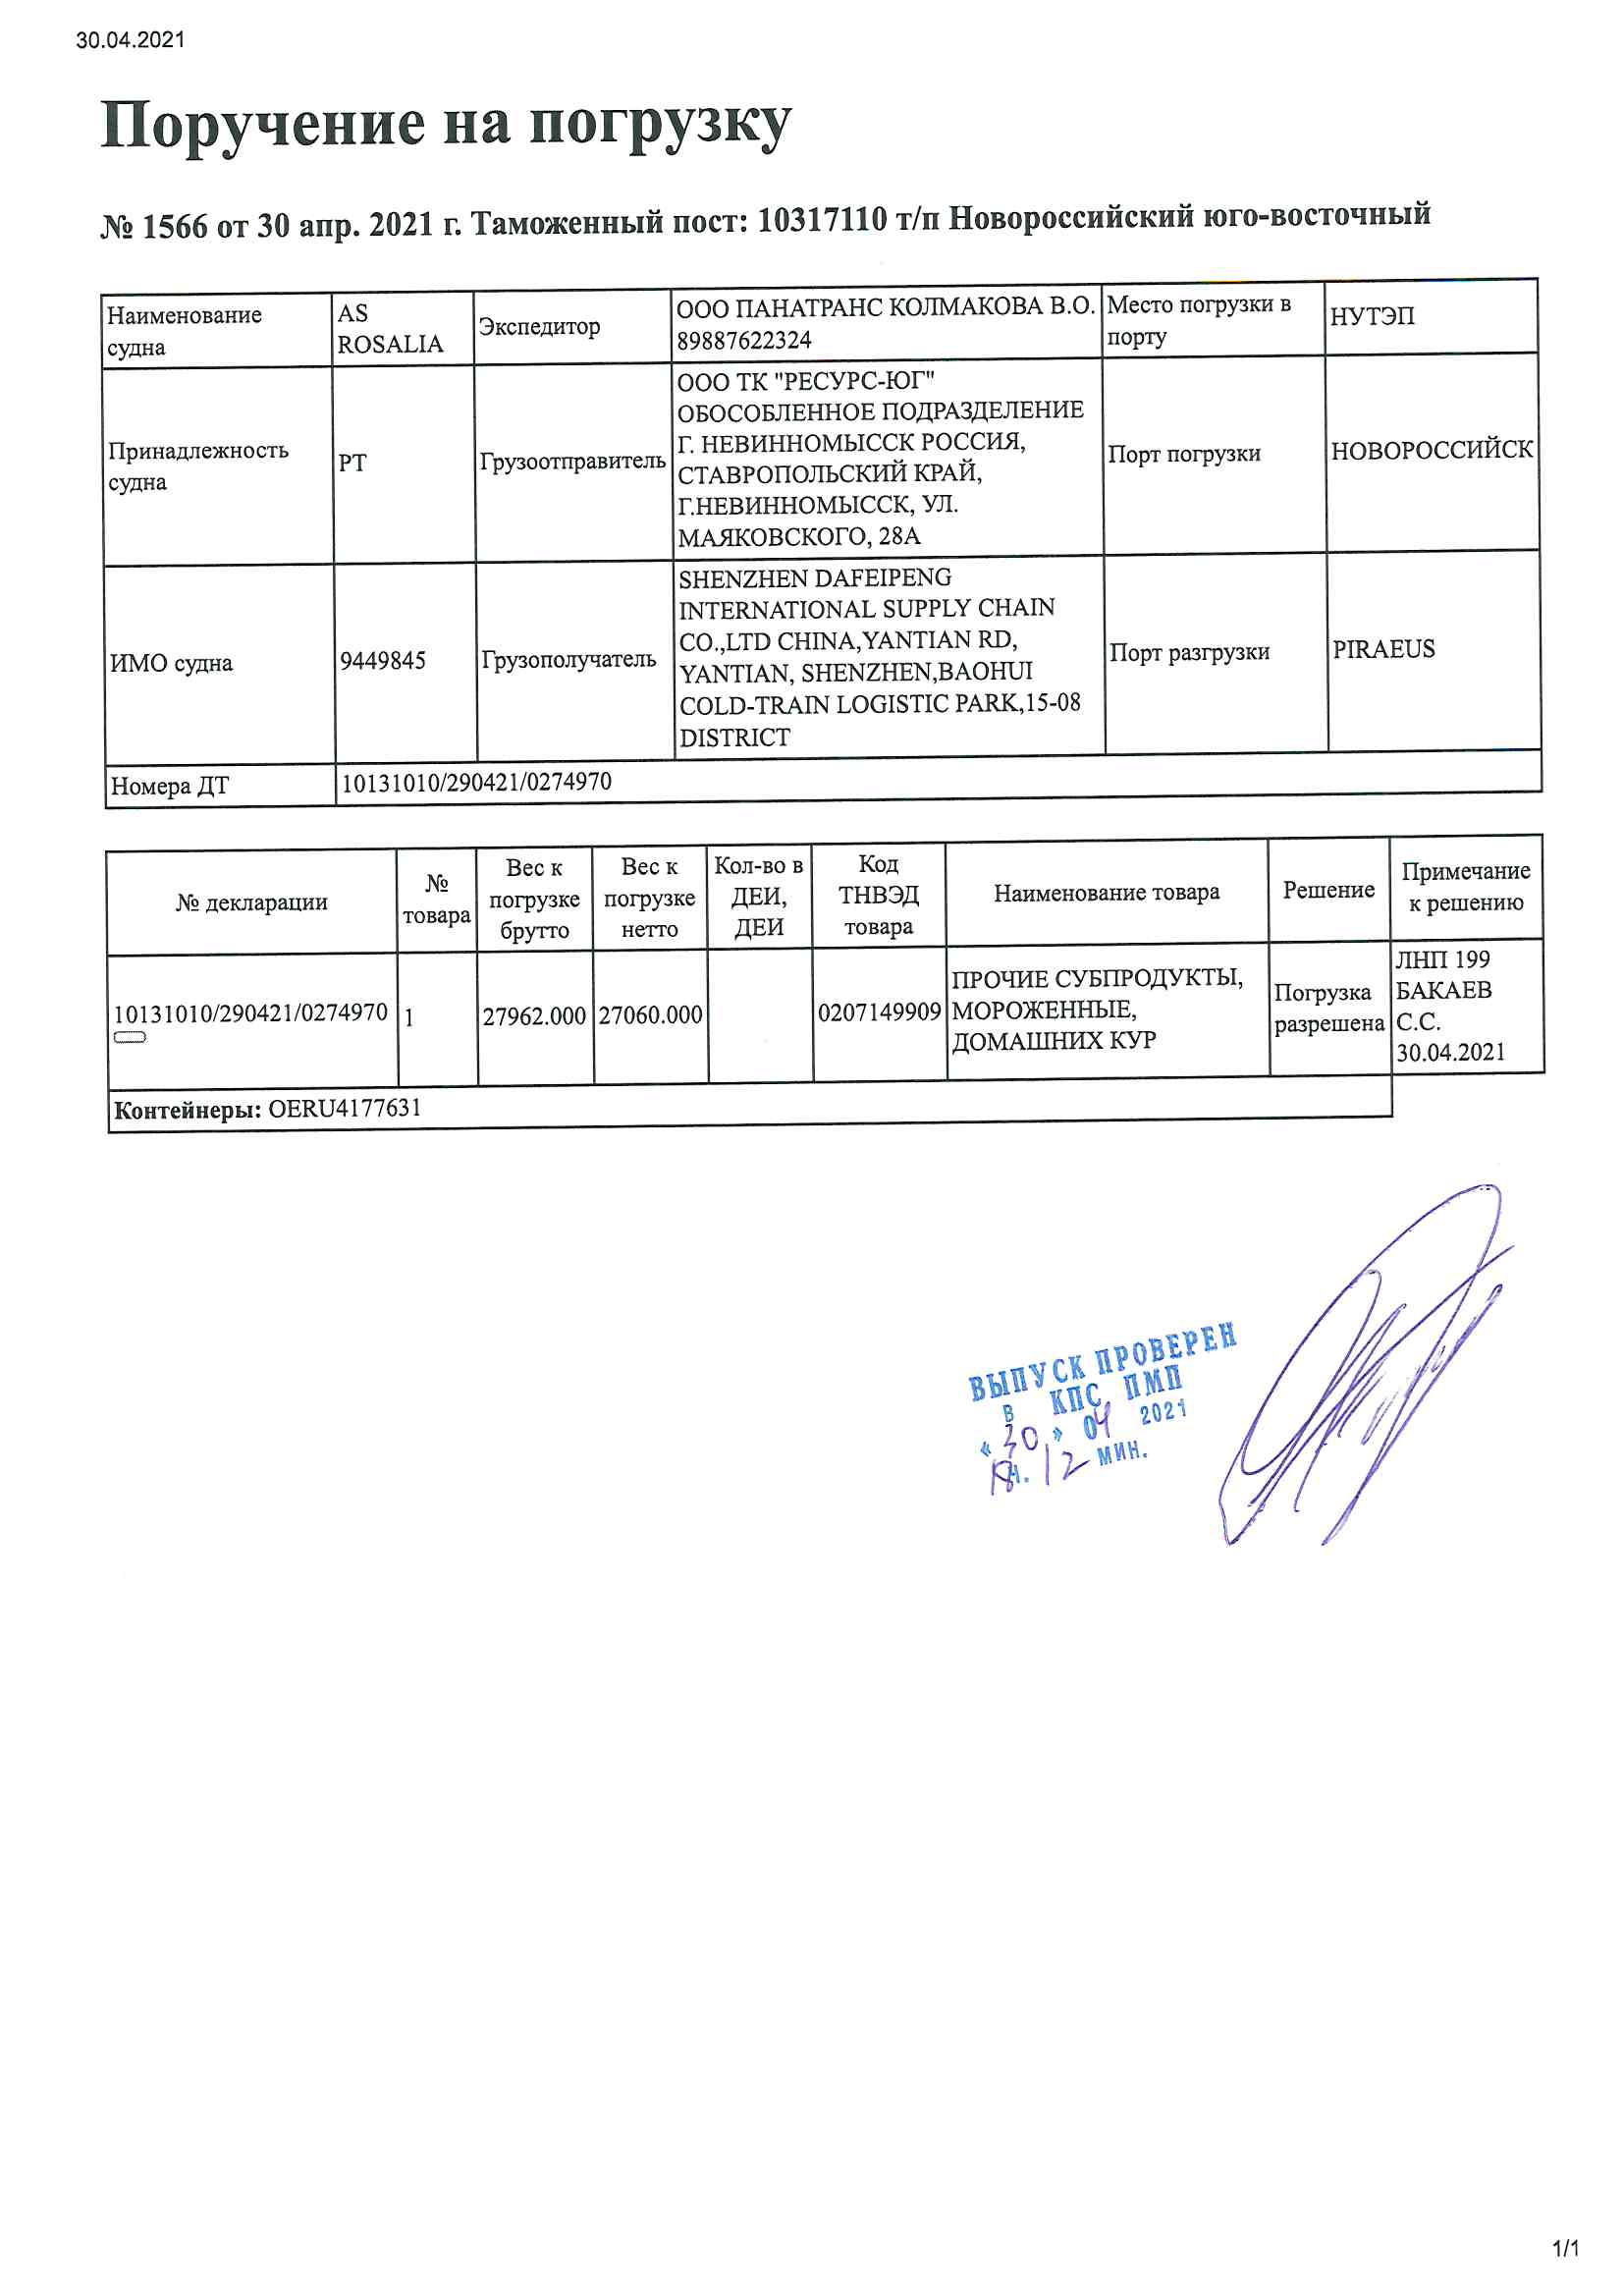 30.04.2021
Поручение на погрузку
№ 1566 от 30 апр. 2021 г. Таможенный пост: 10317110 т/п Новороссийский юго-восточный
Наименование
судна
AS
ROSALIA
Экспедитор
ООО ПАНАТРАНС КОЛМАКОВА В.О.
89887622324
Место погрузки в
порту
НУТЭП
Принадлежность
судна
PT
Грузоотправитель
ООО ТК "РЕСУРС-ЮГ"
ОБОСОБЛЕННОЕ ПОДРАЗДЕЛЕНИЕ
Г. НЕВИННОМЫССК РОССИЯ,
СТАВРОПОЛЬСКИЙ КРАЙ,
Г.НЕВИННОМЫССК, УЛ.
МАЯКОВСКОГО, 28А
Порт погрузки
НОВОРОССИЙСК
ИМО судна
9449845
Грузополучатель
SHENZHEN DAFEIPENG
INTERNATIONAL SUPPLY CHAIN
CO.,LTD CHINA,YANTIAN RD,
YANTIAN, SHENZHEN,BAOHUI
COLD-TRAIN LOGISTIC PARK,15-08
DISTRICT
Порт разгрузки
PIRAEUS
Номера ДТ
10131010/290421/0274970
№ декларации
№
товара
Вес к
погрузке
брутто
Вес к
погрузке
нетто
Кол-во в
ДЕИ,
ДЕИ
Код
ТНВЭД
товара
Наименование товара
Решение
Примечание
к решению
10131010/290421/0274970
1
27962.000
27060.000
0207149909
ПРОЧИЕ СУБПРОДУКТЫ,
МОРОЖЕННЫЕ,
ДОМАШНИХ КУР
Погрузка
разрешена
ЛНП 199
БАКАЕВ
С.С.
30.04.2021
Контейнеры: OERU4177631
ВЫПУСК ПРОВЕРЕН
В КПС, ПМП
« 30 » 04 2021
18 Ч. 12 МИН.
1/1